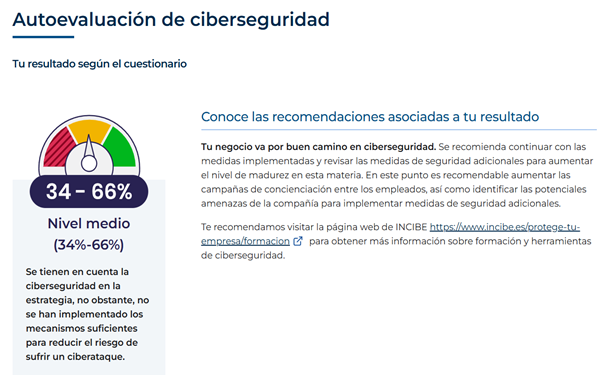 Autoevaluación de ciberseguridad
Tu resultado según el cuestionario
34 - 66%
Nivel medio
(34%-66%)
Se tienen en cuenta la
ciberseguridad en la
estrategia, no obstante, no
se han implementado los
mecanismos suficientes
para reducir el riesgo de
sufrir un ciberataque.
Conoce las recomendaciones asociadas a tu resultado
Tu negocio va por buen camino en ciberseguridad. Se recomienda continuar con las
medidas implementadas y revisar las medidas de seguridad adicionales para aumentar
el nivel de madurez en esta materia. En este punto es recomendable aumentar las
campañas de concienciación entre los empleados, así como identificar las potenciales
amenazas de la compañía para implementar medidas de seguridad adicionales.
Te recomendamos visitar la página web de INCIBE https://www.incibe.es/protege-tu-
empresa/formacion para obtener más información sobre formación y herramientas
de ciberseguridad.